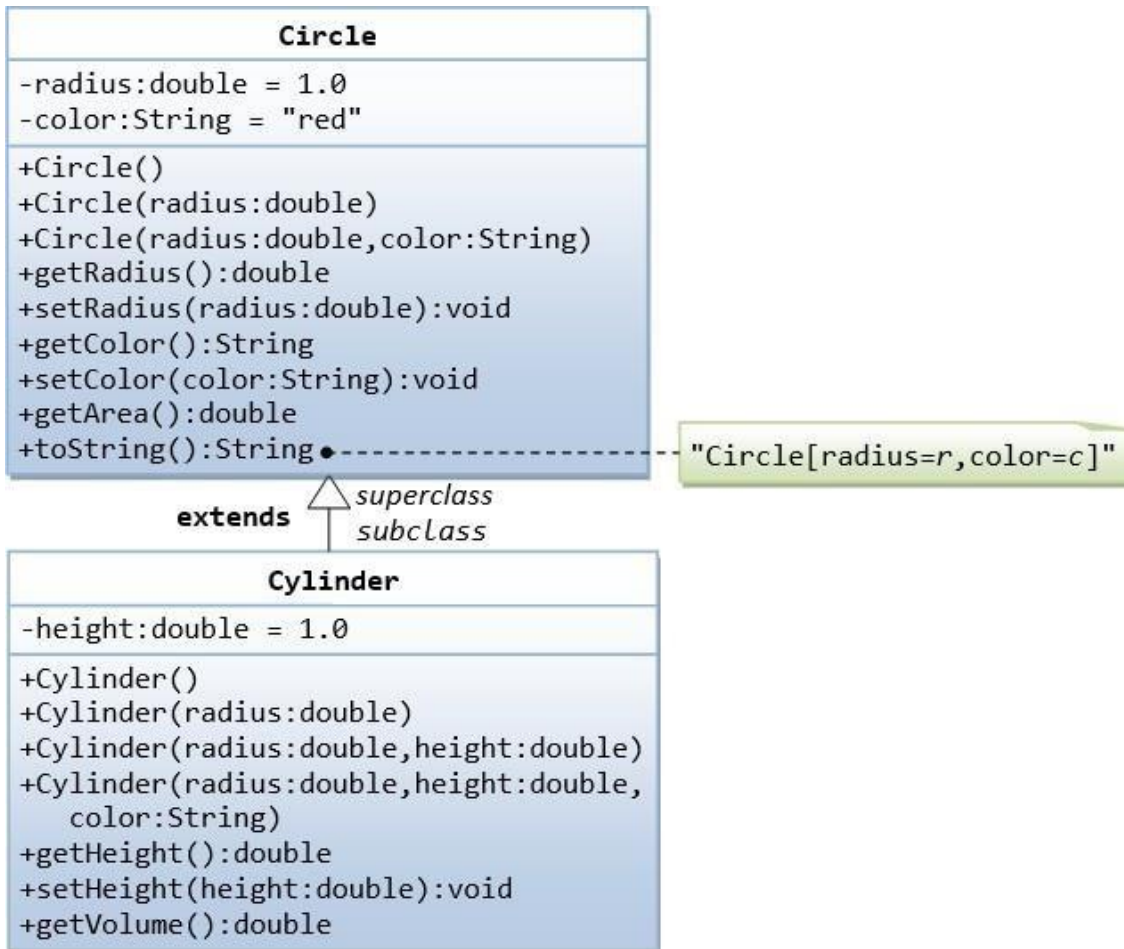 Circle
-radius:double = 1.0
-color:String = "red"
+Circle()
+Circle(radius:double)
+Circle(radius:double,color:String)
+getRadius():double
+setRadius(radius:double):void
+getColor():String
+setColor(color:String):void
+getArea():double
+toString():String
"Circle[radius=r,color=c]"
superclass
extends
subclass
Cylinder
-height:double = 1.0
+Cylinder()
+Cylinder(radius:double)
+Cylinder(radius:double,height:double)
+Cylinder(radius:double,height:double,
color:String)
+getHeight():double
+setHeight(height:double):void
+getVolume():double